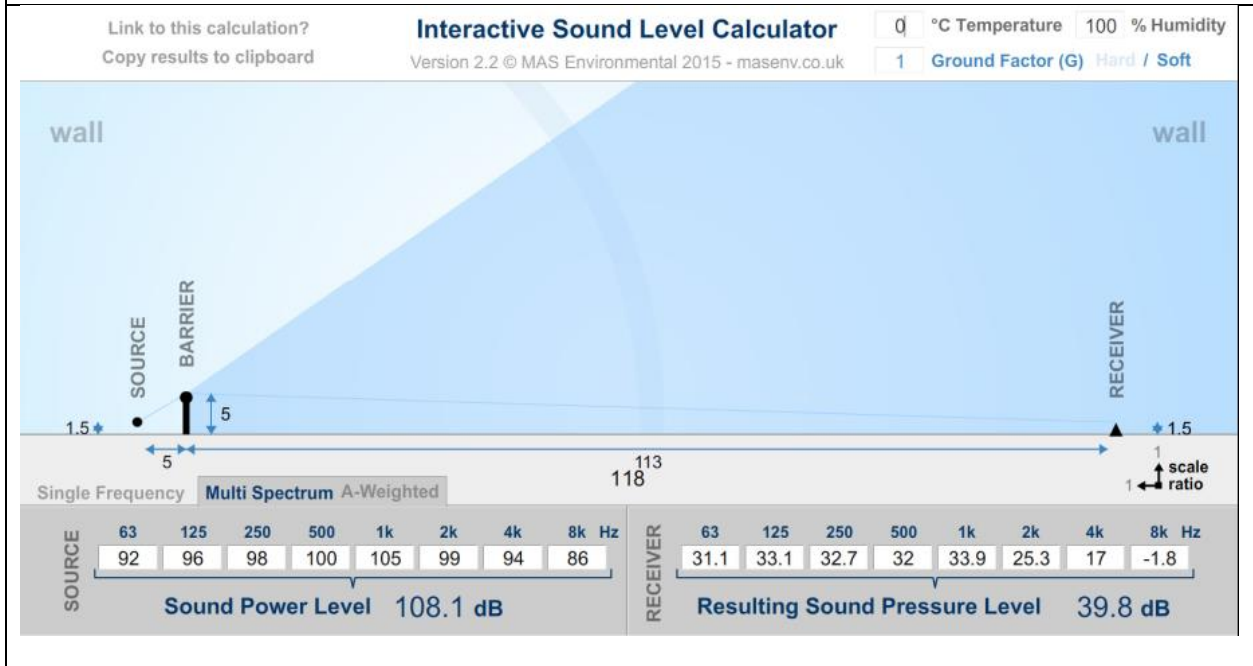 Link to this calculation?
Copy results to clipboard
Interactive Sound Level Calculator
Version 2.2 © MAS Environmental 2015 - masenv.co.uk
0 °C Temperature 100 % Humidity
1 Ground Factor (G) Hard / Soft
wall
wall
SOURCE
BARRIER
RECEIVER
1.5
5
1.5
5
113
118
1
1
scale
ratio
Single Frequency Multi Spectrum A-Weighted
SOURCE
63 125 250 500 1k 2k 4k 8k Hz
92 96 98 100 105 99 94 86
Sound Power Level 108.1 dB
RECEIVER
63 125 250 500 1k 2k 4k 8k Hz
31.1 33.1 32.7 32 33.9 25.3 17 -1.8
Resulting Sound Pressure Level 39.8 dB